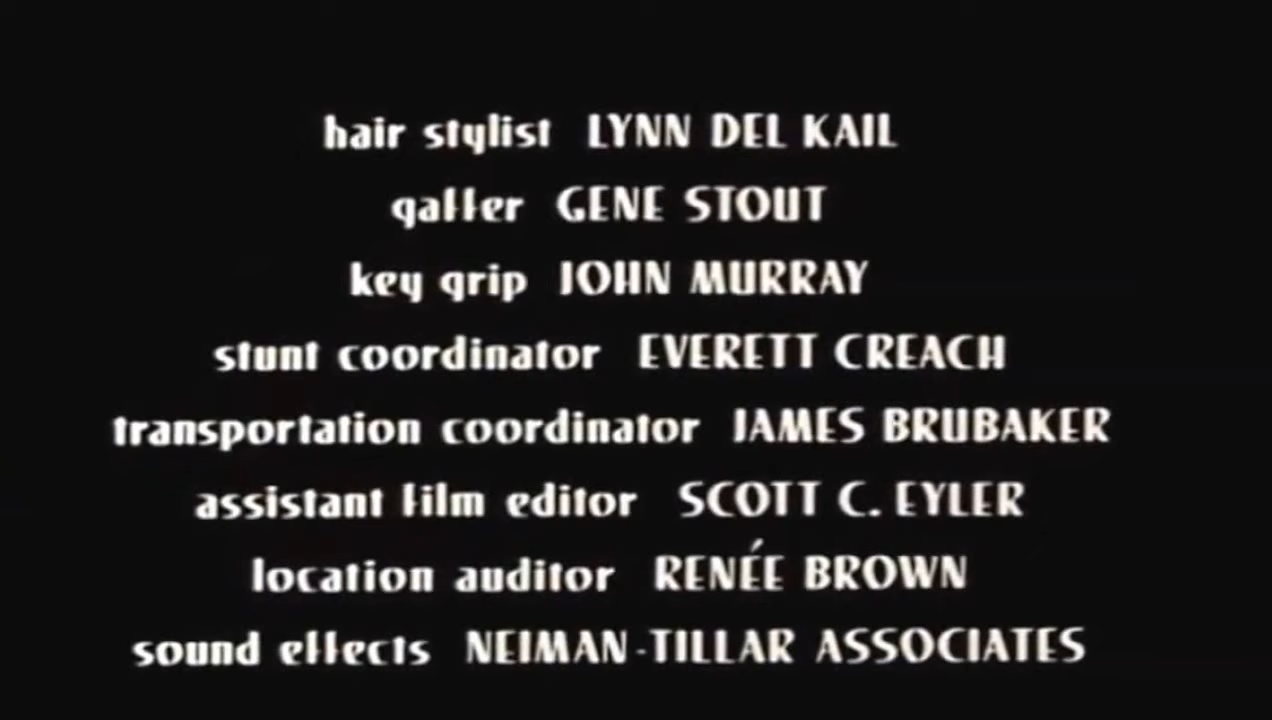 hair stylist LYNN DEL KAIL
gaffer GENE STOUT
key grip JOHN MURRAY
stunt coordinator EVERETT CREACH
transportation coordinator JAMES BRUBAKER
assistant film editor SCOTT C. EYLER
location auditor RENÉE BROWN
sound effects NEIMAN-TILLAR ASSOCIATES